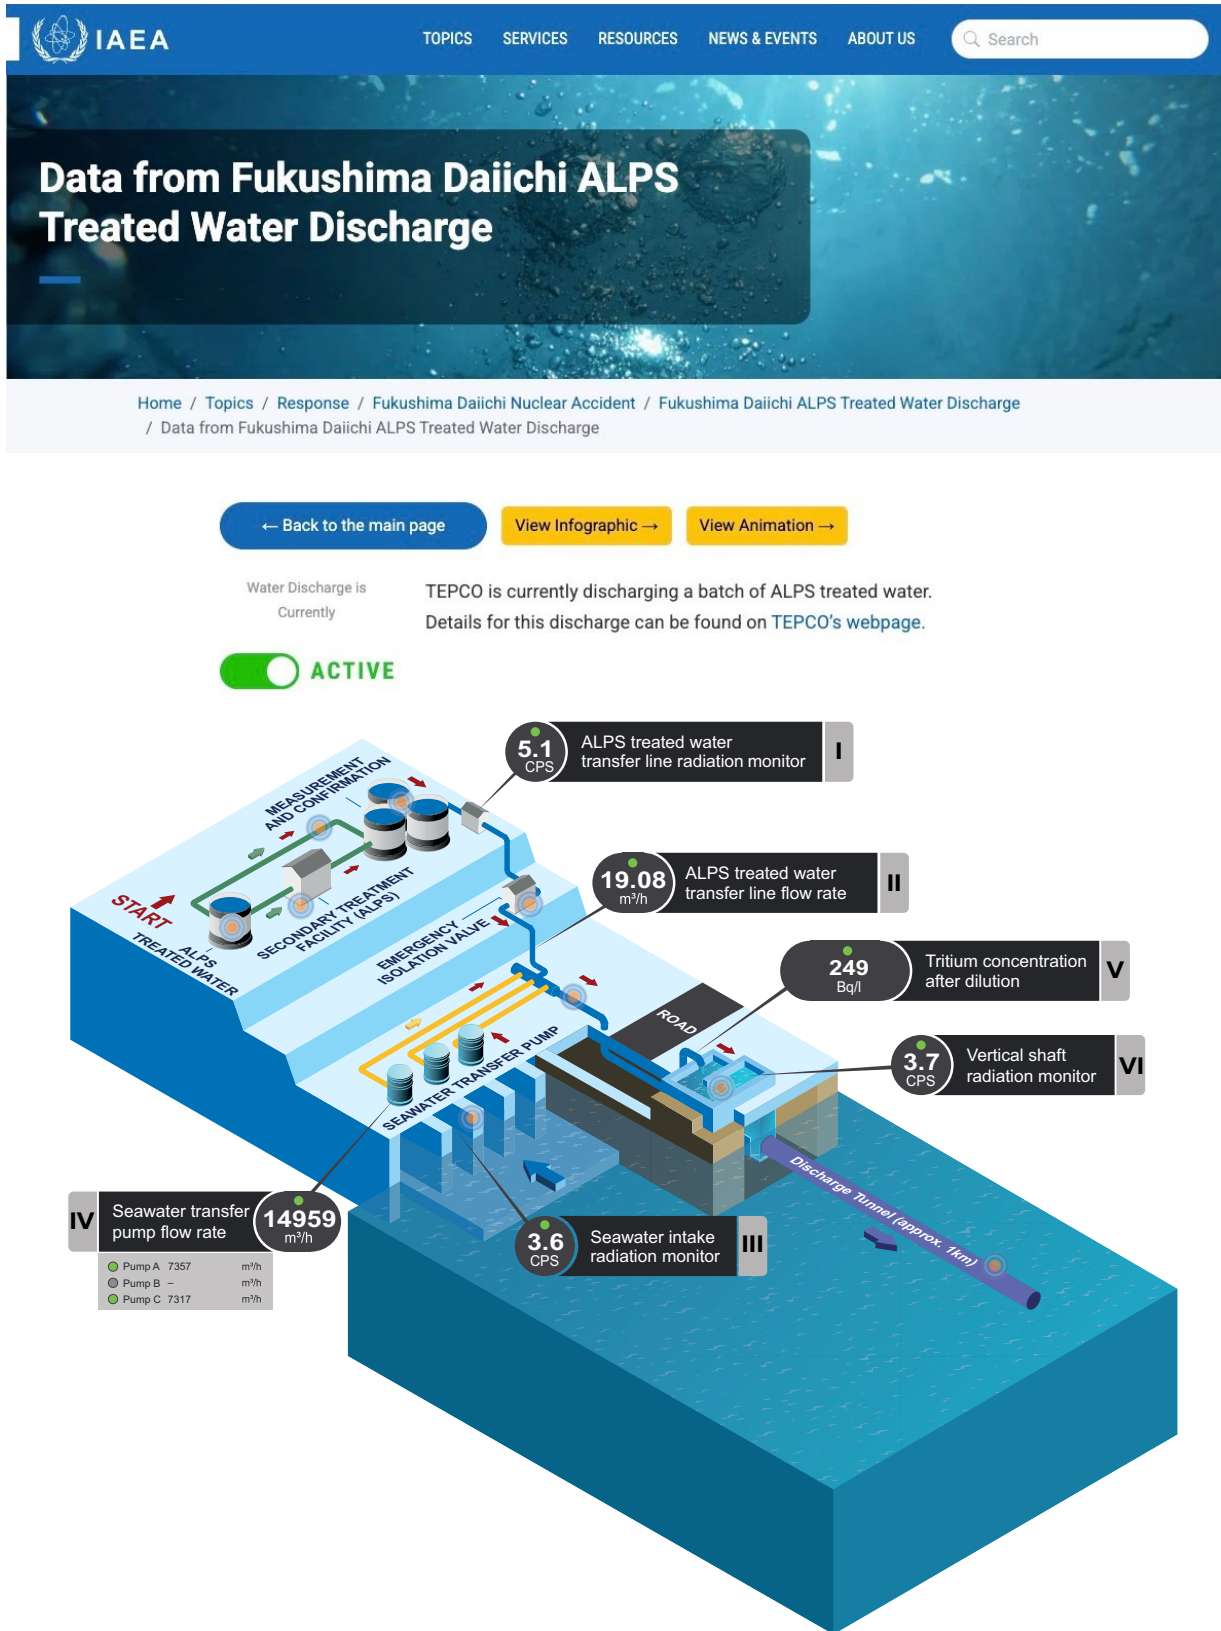 IAEA
TOPICS SERVICES RESOURCES NEWS & EVENTS ABOUT US Search
Data from Fukushima Daiichi ALPS
Treated Water Discharge
Home / Topics / Response / Fukushima Daiichi Nuclear Accident / Fukushima Daiichi ALPS Treated Water Discharge
/ Data from Fukushima Daiichi ALPS Treated Water Discharge
← Back to the main page
View Infographic →
View Animation →
Water Discharge is
Currently
ACTIVE
TEPCO is currently discharging a batch of ALPS treated water.
Details for this discharge can be found on TEPCO's webpage.
5.1
CPS
ALPS treated water
transfer line radiation monitor
I
MEASUREMENT
AND CONFIRMATION
START
ALPS
TREATED WATER
SECONDARY TREATMENT
FACILITY (ALPS)
19.08
m³/h
ALPS treated water
transfer line flow rate
II
EMERGENCY
ISOLATION VALVE
249
Bq/l
Tritium concentration
after dilution
V
ROAD
3.7
CPS
Vertical shaft
radiation monitor
VI
SEAWATER TRANSFER PUMP
Discharge Tunnel (approx. 1km)
IV
Seawater transfer
pump flow rate
14959
m³/h
Pump A 7357 m³/h
Pump B – m³/h
Pump C 7317 m³/h
3.6
CPS
Seawater intake
radiation monitor
III